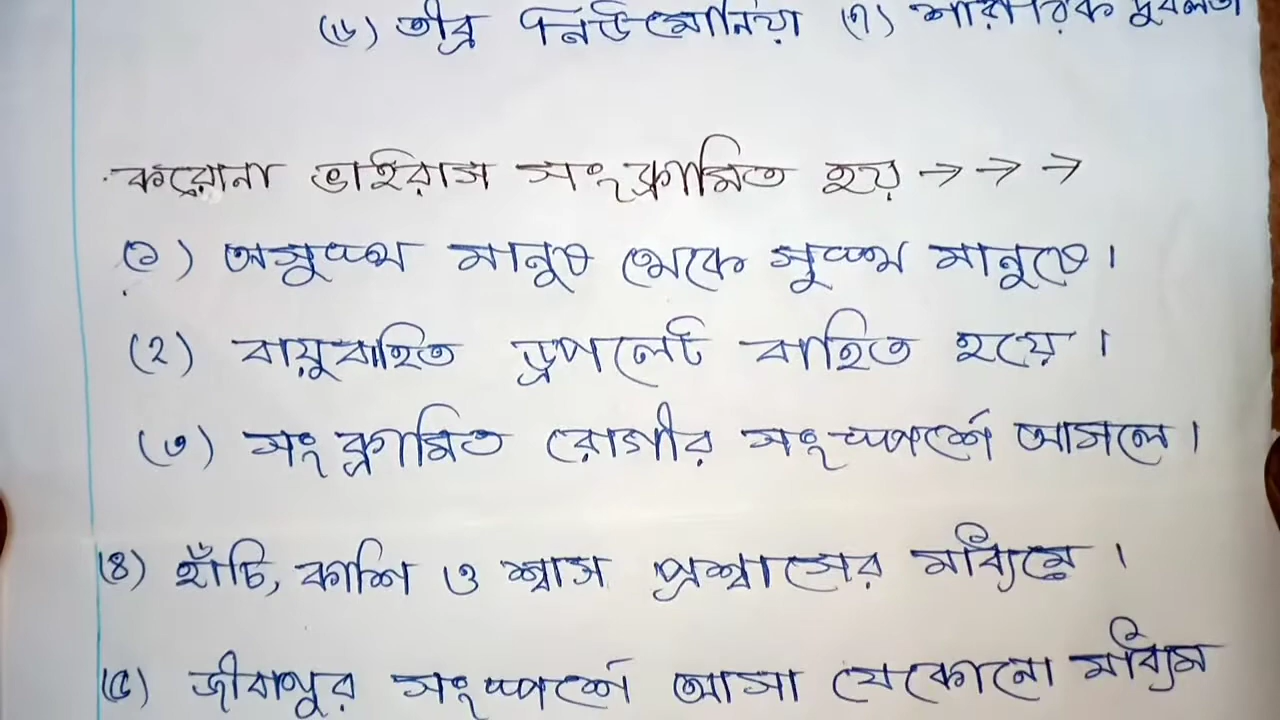 (৬) তীব্র নিউমোনিয়া (৭) শারীরিক দুর্বলতা
করোনা ভাইরাস সংক্রামিত হয় → → →
(১) অসুস্থ মানুষ থেকে সুস্থ মানুষে।
(২) বায়ুবাহিত ড্রপলেট বাহিত হয়ে।
(৩) সংক্রামিত রোগীর সংস্পর্শে আসলে।
(৪) হাঁচি, কাশি ও শ্বাস প্রশ্বাসের মাধ্যমে।
(৫) জীবাণুর সংস্পর্শে আসা যেকোনো মাধ্যম